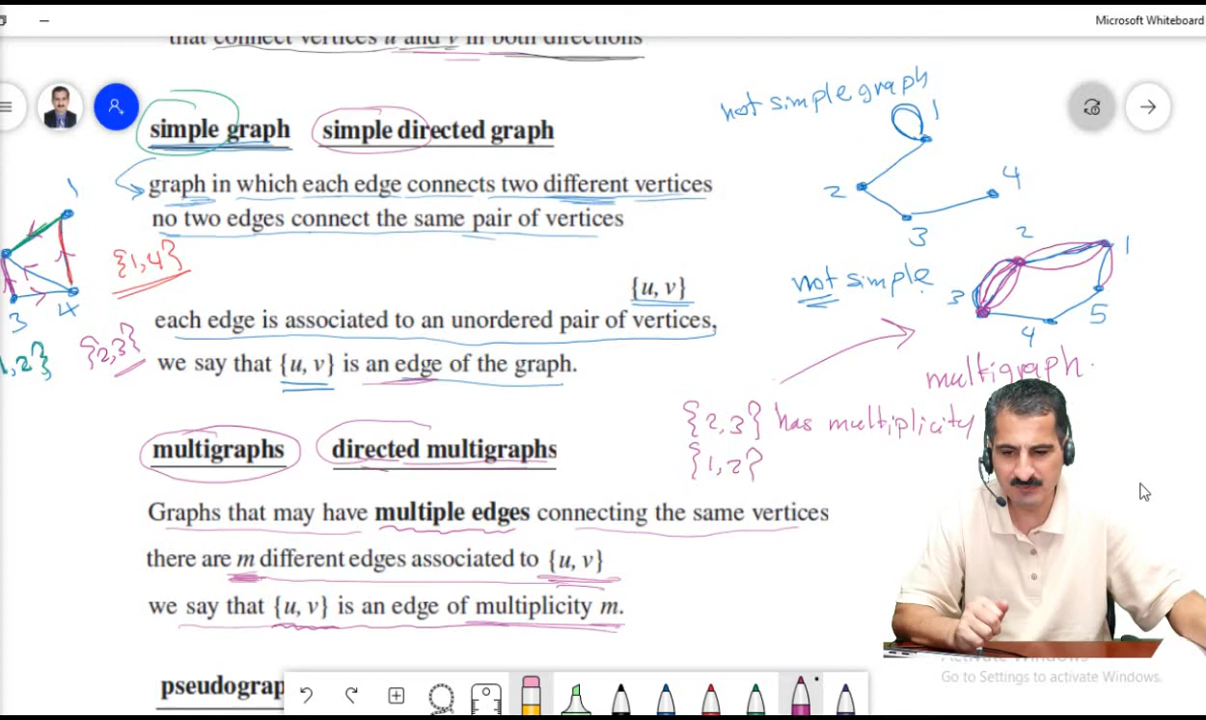 Microsoft Whiteboard
that connect vertices u and v in both directions
not simple graph
simple graph simple directed graph
graph in which each edge connects two different vertices
no two edges connect the same pair of vertices
1
2
3
4
1
{1,4}
3
4
2
1
3
4
5
not simple
{u, v}
each edge is associated to an unordered pair of vertices,
{2,3}
we say that {u, v} is an edge of the graph.
,2}
multigraph.
{2,3} has multiplicity
{1,2}
multigraphs directed multigraphs
Graphs that may have multiple edges connecting the same vertices
there are m different edges associated to {u, v}
we say that {u, v} is an edge of multiplicity m.
Go to Settings to activate Windows.
pseudograp